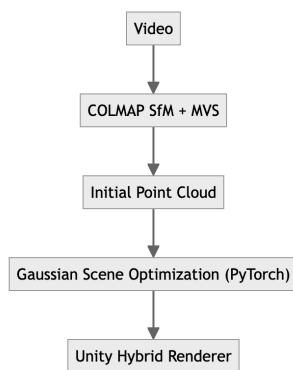 Video
COLMAP SfM + MVS
Initial Point Cloud
Gaussian Scene Optimization (PyTorch)
Unity Hybrid Renderer